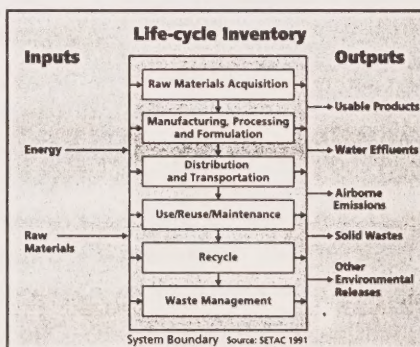 Life-cycle Inventory
Inputs
Outputs
Raw Materials Acquisition
Manufacturing, Processing
and Formulation
Distribution
and Transportation
Use/Reuse/Maintenance
Recycle
Waste Management
Energy
Raw
Materials
Usable Products
Water Effluents
Airborne
Emissions
Solid Wastes
Other
Environmental
Releases
System Boundary Source: SETAC 1991